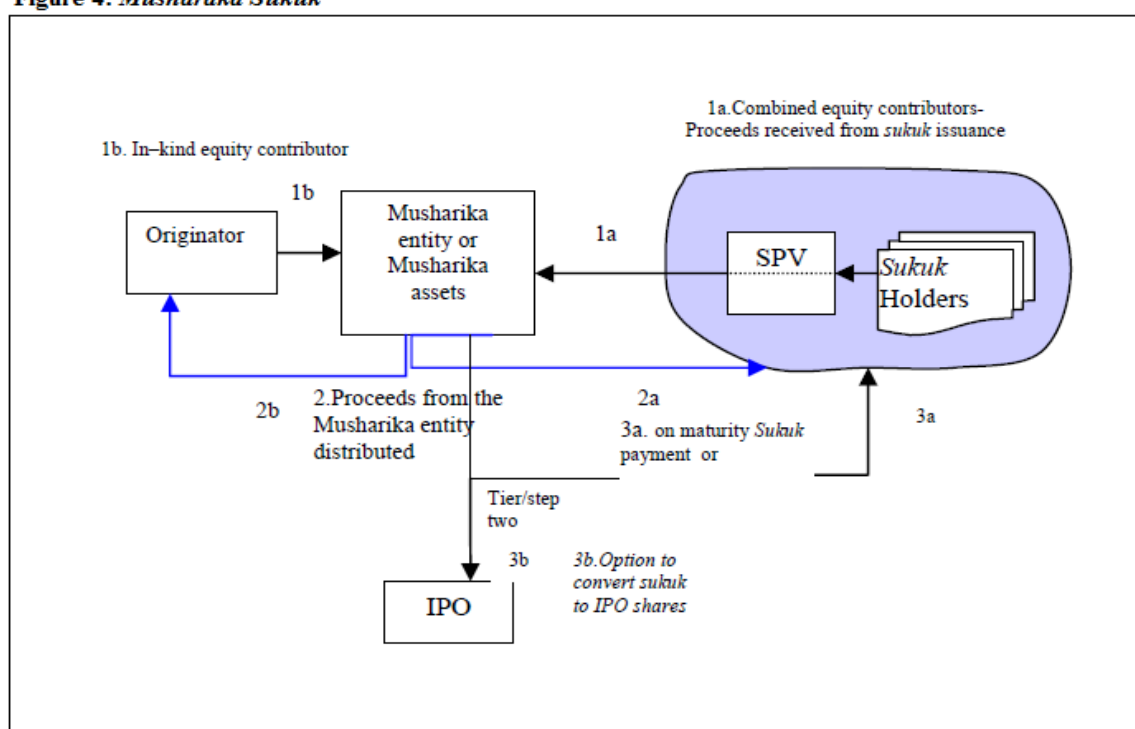 Figure 4: Musharaka Sukuk
1a.Combined equity contributors-
Proceeds received from sukuk issuance
1b. In–kind equity contributor
1b
Originator
Musharika
entity or
Musharika
assets
1a
SPV
Sukuk
Holders
2b
2.Proceeds from the
Musharika entity
distributed
2a
3a. on maturity Sukuk
payment or
3a
Tier/step
two
3b
3b.Option to
convert sukuk
to IPO shares
IPO